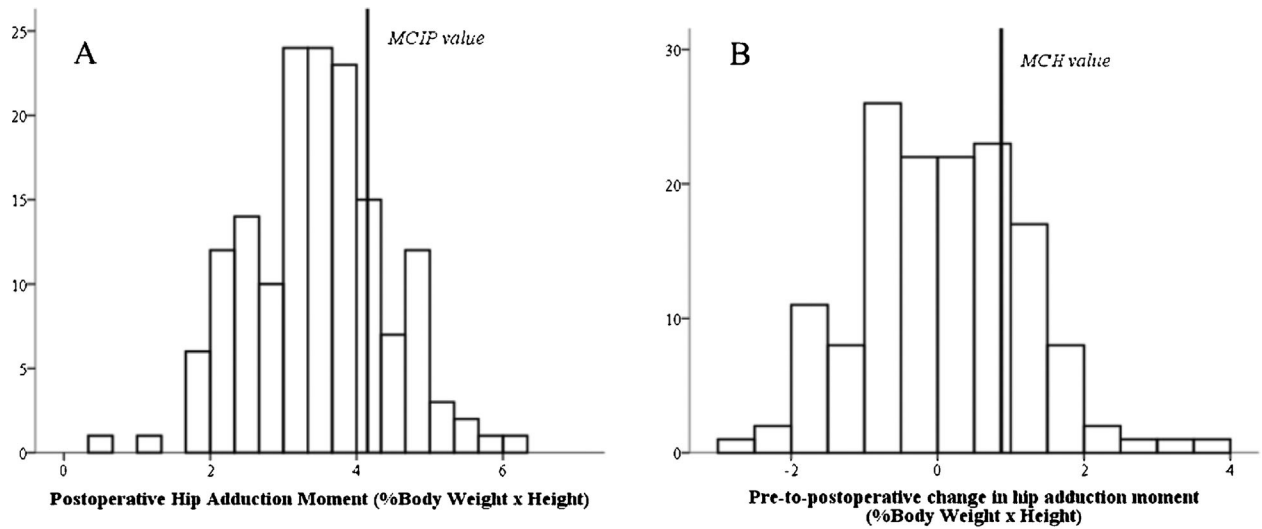 A
MCIP value
25
20
15
10
5
0
0 2 4 6
Postoperative Hip Adduction Moment (%Body Weight x Height)
B
MCII value
30
20
10
0
-2 0 2 4
Pre-to-postoperative change in hip adduction moment
(%Body Weight x Height)